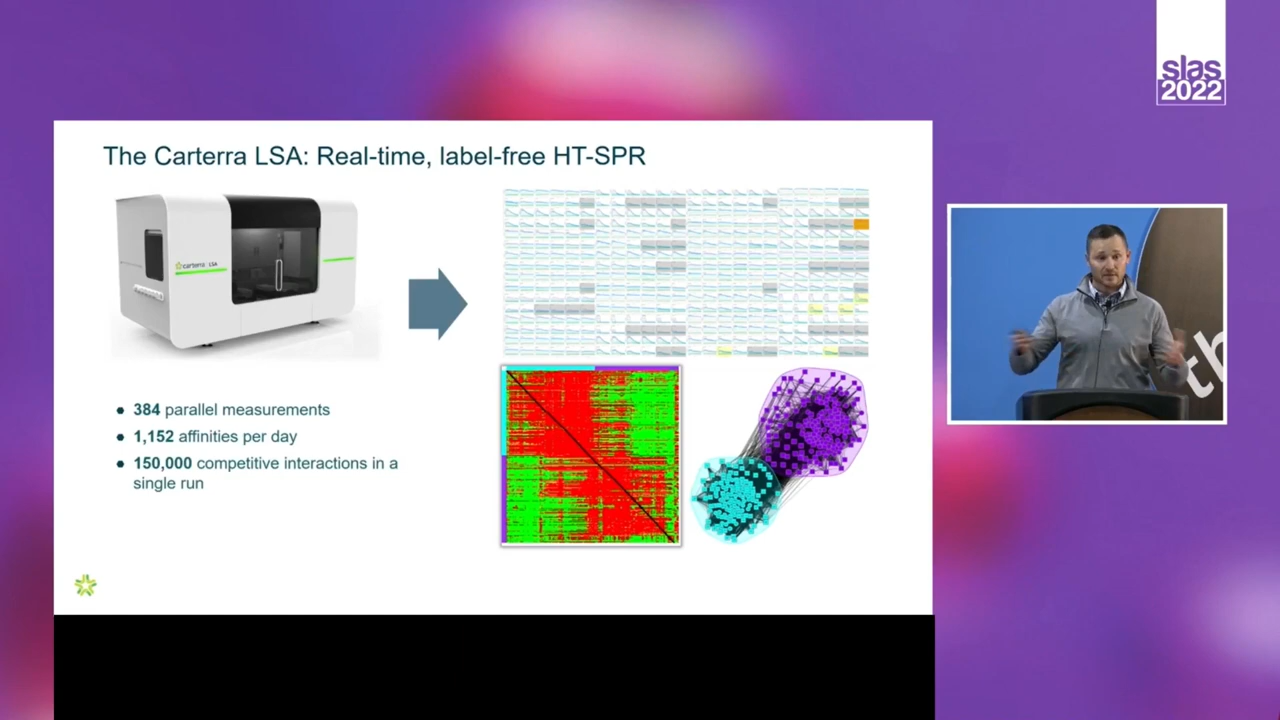 slas
2022
The Carterra LSA: Real-time, label-free HT-SPR
carterra LSA
• 384 parallel measurements
• 1,152 affinities per day
• 150,000 competitive interactions in a
single run
th